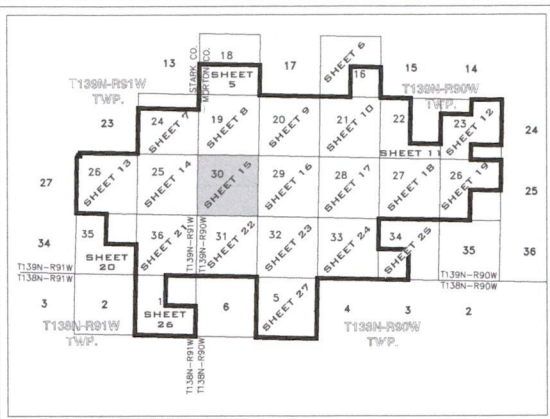 STARK CO.
MORTON CO.
13
18
SHEET 5
17
SHEET 6
16
15
14
T139N-R91W
TWP.
T139N-R90W
TWP.
23
24
SHEET 7
19
SHEET 8
20
SHEET 9
21
SHEET 10
22
SHEET 11
23
SHEET 12
24
27
26
SHEET 13
25
SHEET 14
30
SHEET 15
29
SHEET 16
28
SHEET 17
27
SHEET 18
26
SHEET 19
25
34
35
SHEET 20
36
SHEET 21
T139N-R91W
T139N-R90W
31
SHEET 22
32
SHEET 23
33
SHEET 24
34
SHEET 25
35
36
T139N-R91W
T138N-R91W
T139N-R90W
T138N-R90W
3
2
1
SHEET 26
6
5
SHEET 27
4
3
2
T138N-R91W
TWP.
T138N-R90W
TWP.
T138N-R91W
T138N-R90W